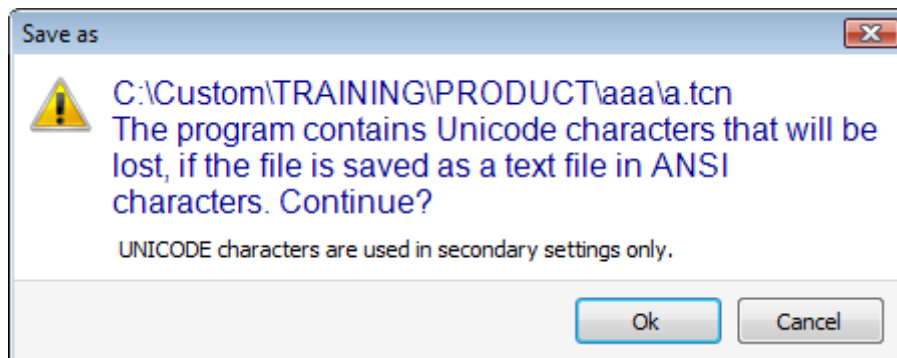 Save as
C:\Custom\TRAINING\PRODUCT\aaa\a.tcn
The program contains Unicode characters that will be
lost, if the file is saved as a text file in ANSI
characters. Continue?
UNICODE characters are used in secondary settings only.
Ok
Cancel